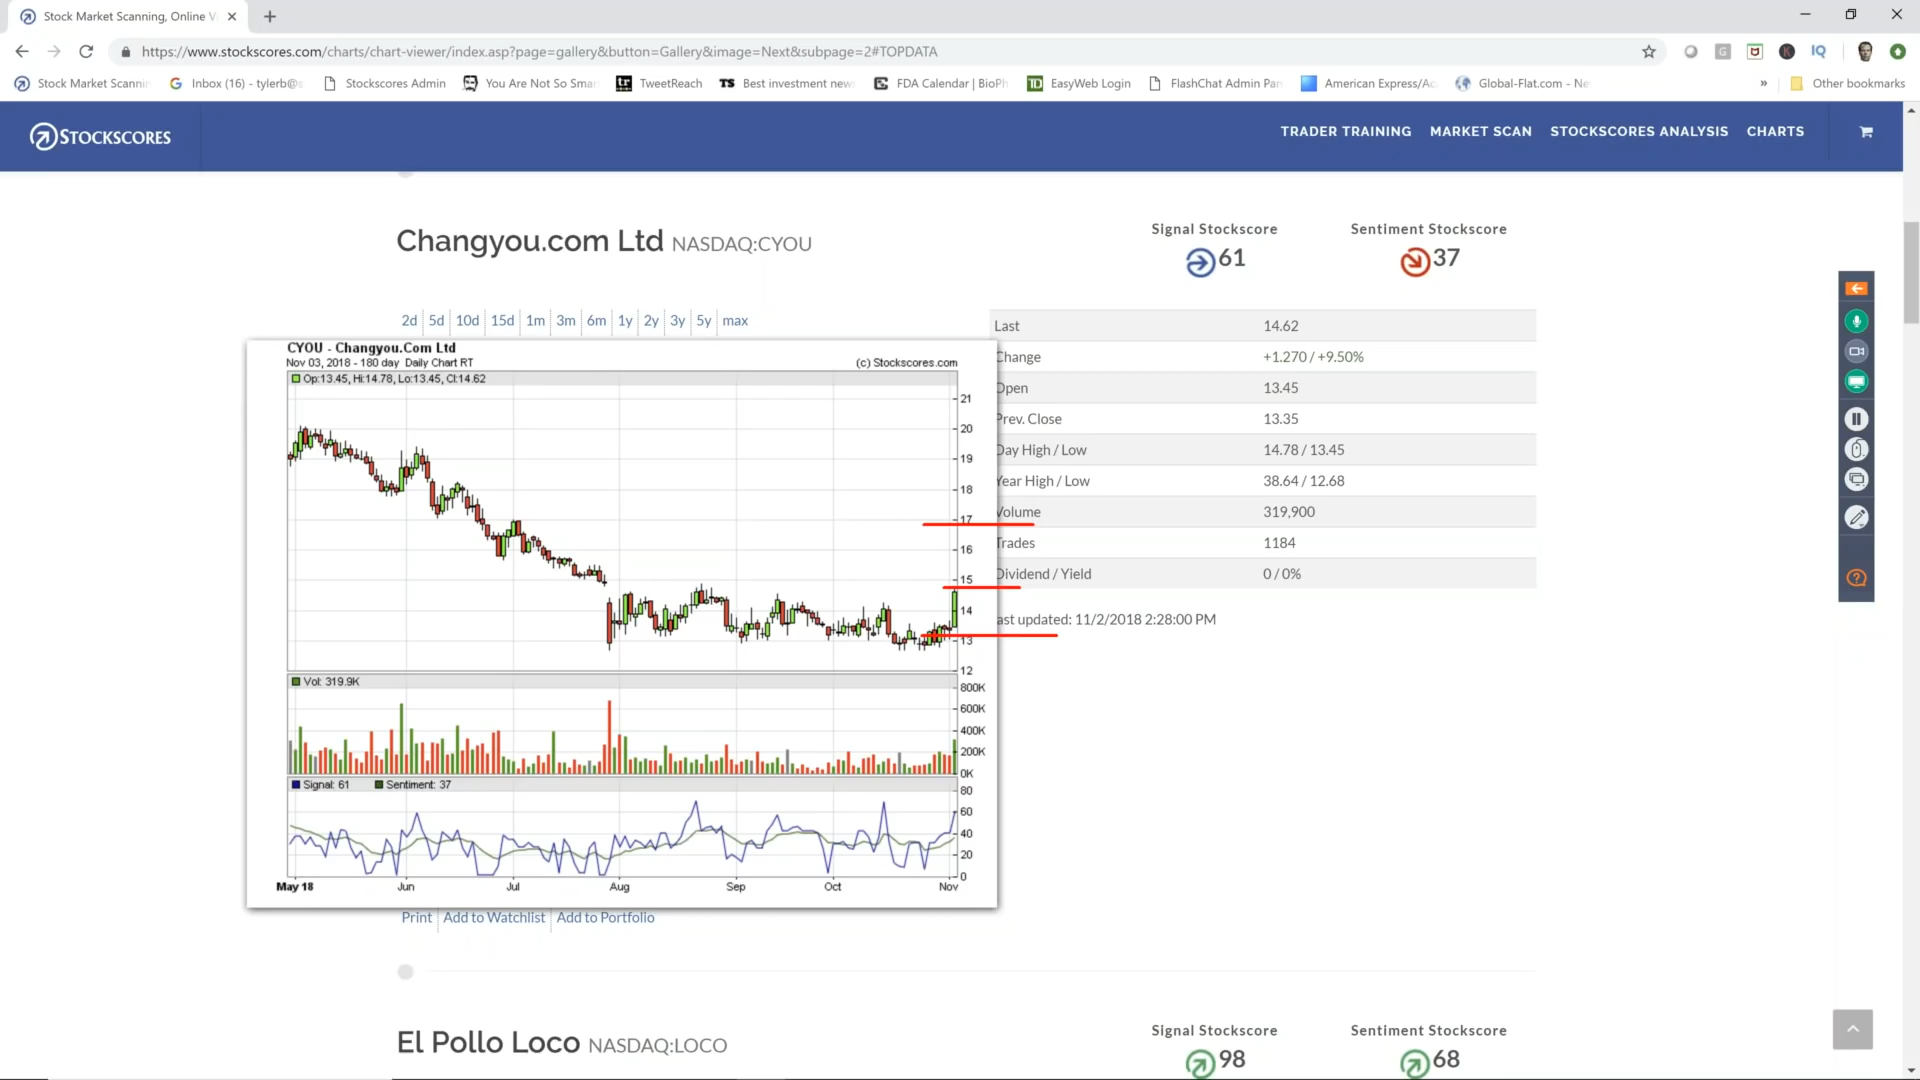 Stock Market Scanning, Online V
https://www.stockscores.com/charts/chart-viewer/index.asp?page=gallery&button=Gallery&image=Next&subpage=2#TOPDATA
Stock Market Scannin
Inbox (16) - tylerb@s
Stockscores Admin
You Are Not So Smar
TweetReach
Best investment new
FDA Calendar | BioPh
EasyWeb Login
FlashChat Admin Pan
American Express/Ac
Global-Flat.com - Ne
»
Other bookmarks
STOCKSCORES
TRADER TRAINING
MARKET SCAN
STOCKSCORES ANALYSIS
CHARTS
Changyou.com Ltd NASDAQ:CYOU
Signal Stockscore
61
Sentiment Stockscore
37
2d 5d 10d 15d 1m 3m 6m 1y 2y 3y 5y max
CYOU - Changyou.Com Ltd
Nov 03, 2018 - 180 day Daily Chart RT
(c) Stockscores.com
Op:13.45, Hi:14.78, Lo:13.45, Cl:14.62
21
20
19
18
17
16
15
14
13
12
Vol: 319.9K
800K
600K
400K
200K
0K
Signal: 61
Sentiment: 37
80
60
40
20
0
May 18
Jun
Jul
Aug
Sep
Oct
Nov
Last 14.62
Change +1.270 / +9.50%
Open 13.45
Prev. Close 13.35
Day High / Low 14.78 / 13.45
Year High / Low 38.64 / 12.68
Volume 319,900
Trades 1184
Dividend / Yield 0 / 0%
ast updated: 11/2/2018 2:28:00 PM
Print
Add to Watchlist
Add to Portfolio
El Pollo Loco NASDAQ:LOCO
Signal Stockscore
98
Sentiment Stockscore
68